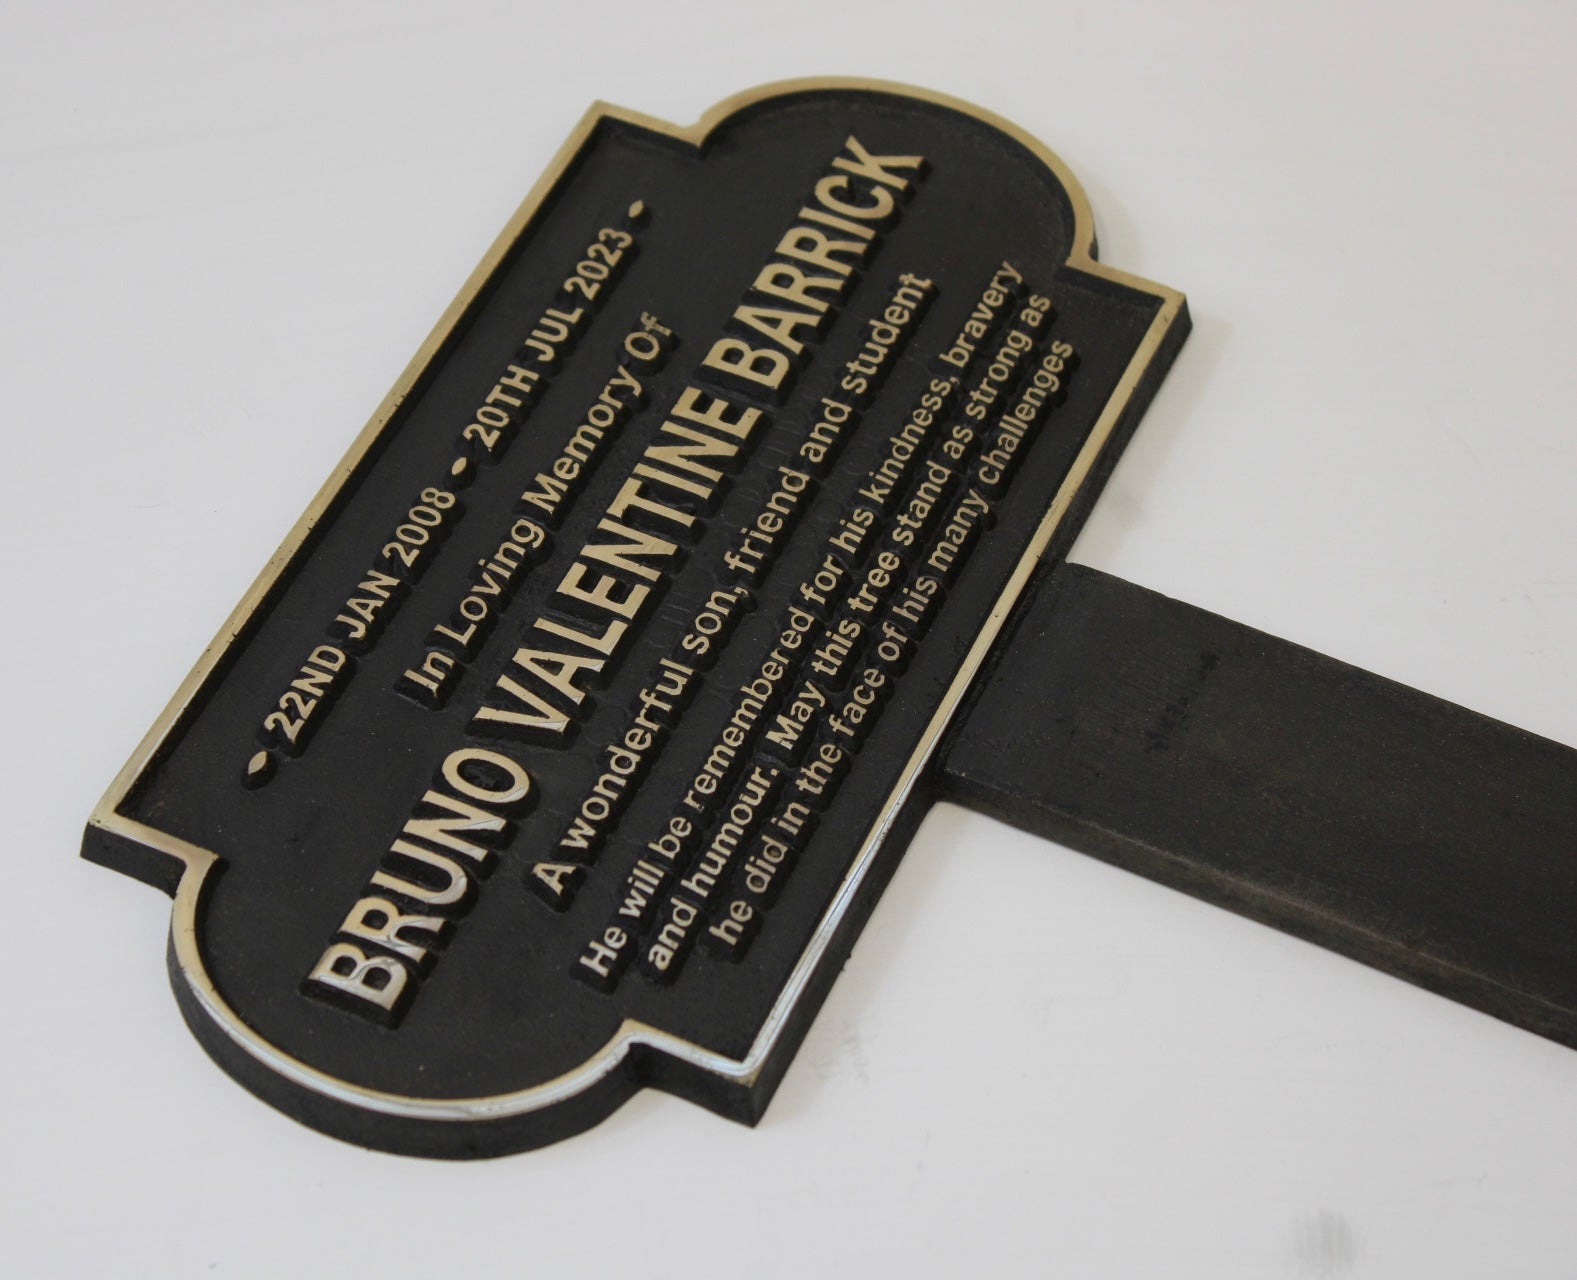 • 22ND JAN 2008 • 20TH JUL 2023 •
In Loving Memory Of
BRUNO VALENTINE BARRICK
A wonderful son, friend and student
He will be remembered for his kindness, bravery
and humour. May this tree stand as strong as
he did in the face of his many challenges